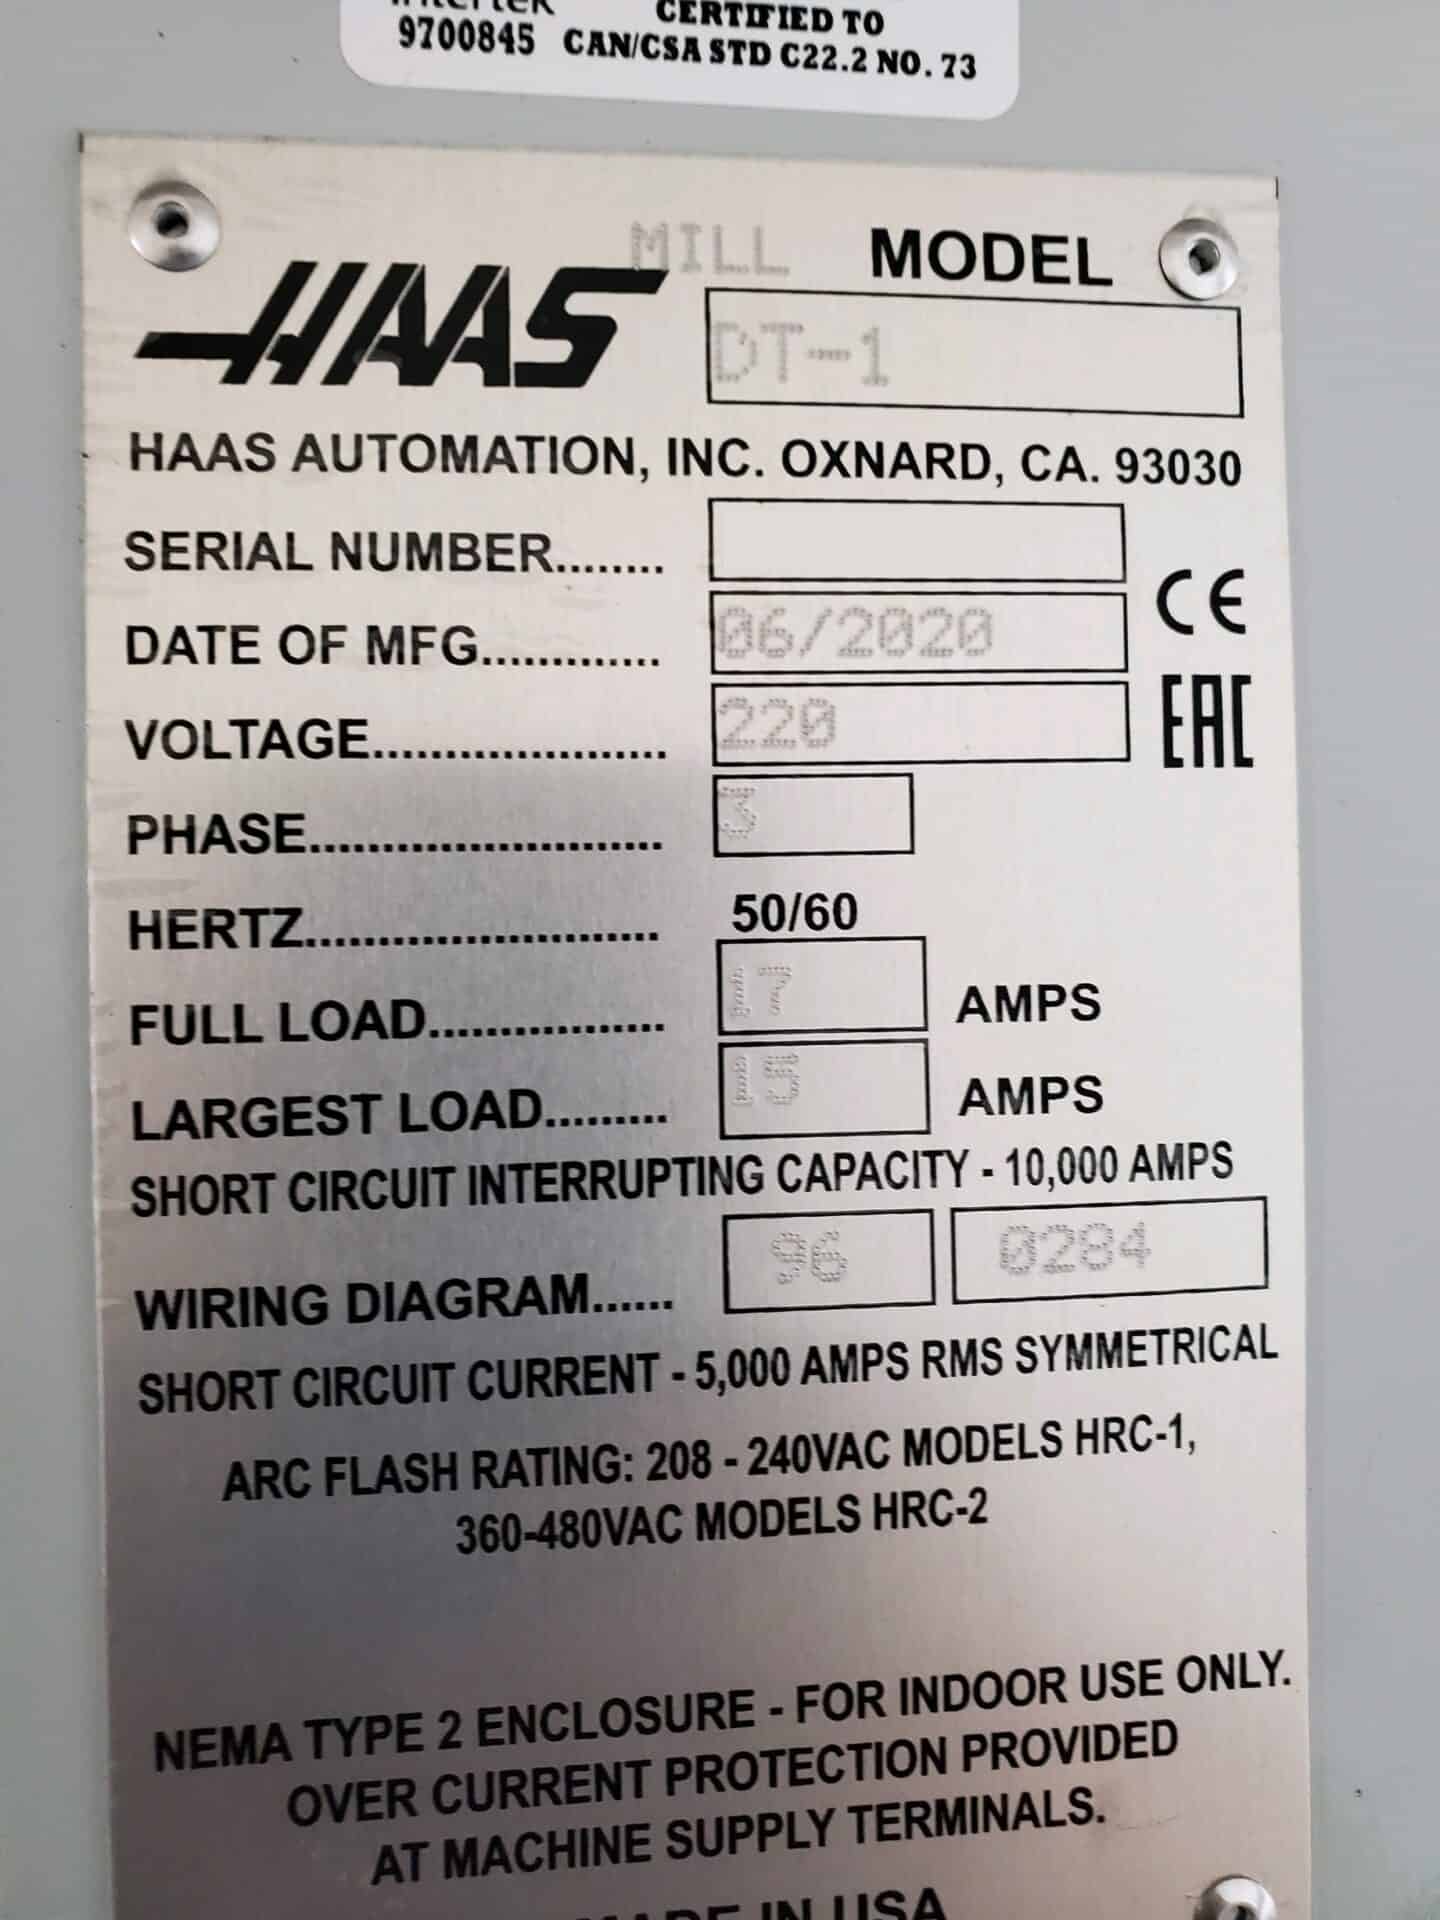 Intertek CERTIFIED TO
9700845 CAN/CSA STD C22.2 NO. 73
MILL MODEL
HAAS DT-1
HAAS AUTOMATION, INC. OXNARD, CA. 93030
SERIAL NUMBER........
DATE OF MFG............. 06/2020 CE
VOLTAGE..................... 220 EAC
PHASE......................... 3
HERTZ......................... 50/60
FULL LOAD................. 17 AMPS
LARGEST LOAD......... 15 AMPS
SHORT CIRCUIT INTERRUPTING CAPACITY - 10,000 AMPS
WIRING DIAGRAM...... 96 0284
SHORT CIRCUIT CURRENT - 5,000 AMPS RMS SYMMETRICAL
ARC FLASH RATING: 208 - 240VAC MODELS HRC-1,
360-480VAC MODELS HRC-2
NEMA TYPE 2 ENCLOSURE - FOR INDOOR USE ONLY.
OVER CURRENT PROTECTION PROVIDED
AT MACHINE SUPPLY TERMINALS.
MADE IN USA